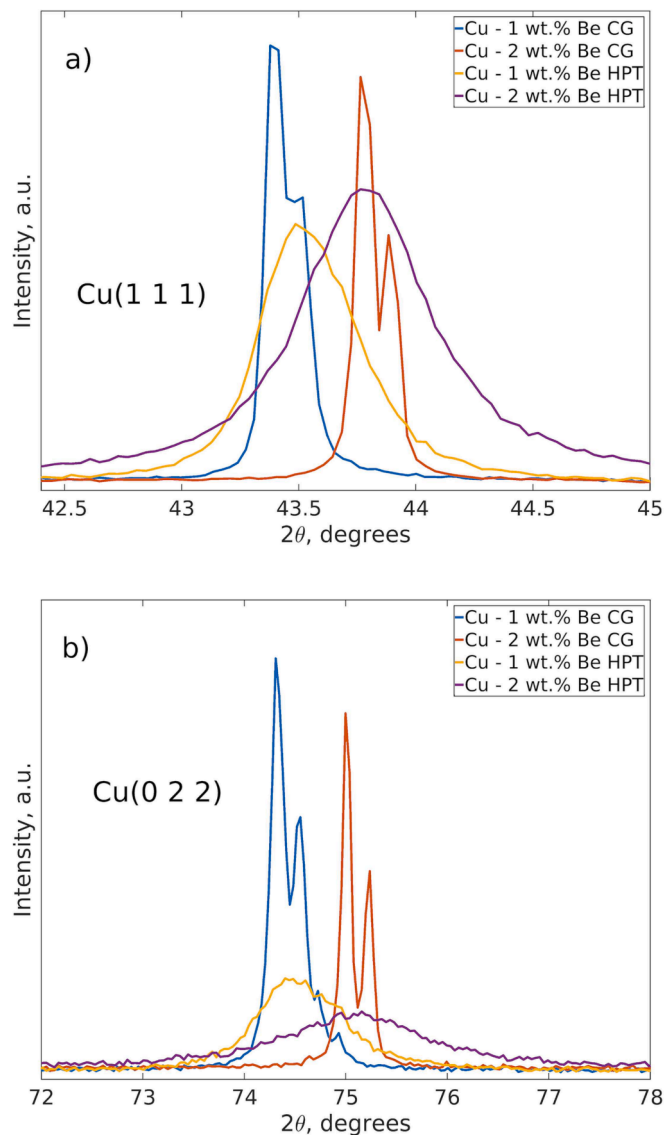 a)
Cu - 1 wt.% Be CG
Cu - 2 wt.% Be CG
Cu - 1 wt.% Be HPT
Cu - 2 wt.% Be HPT
Cu(1 1 1)
Intensity, a.u.
42.5 43 43.5 44 44.5 45
2θ, degrees
b)
Cu - 1 wt.% Be CG
Cu - 2 wt.% Be CG
Cu - 1 wt.% Be HPT
Cu - 2 wt.% Be HPT
Cu(0 2 2)
Intensity, a.u.
72 73 74 75 76 77 78
2θ, degrees